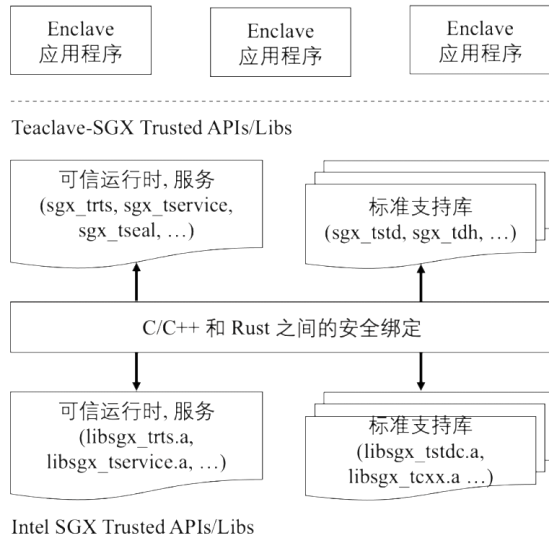 Enclave
应用程序
Enclave
应用程序
Enclave
应用程序
Teaclave-SGX Trusted APIs/Libs
可信运行时, 服务
(sgx_trts, sgx_tservice,
sgx_tseal, …)
标准支持库
(sgx_tstd, sgx_tdh, …)
C/C++ 和 Rust 之间的安全绑定
可信运行时, 服务
(libsgx_trts.a,
libsgx_tservice.a, …)
标准支持库
(libsgx_tstdc.a,
libsgx_tcxx.a …)
Intel SGX Trusted APIs/Libs